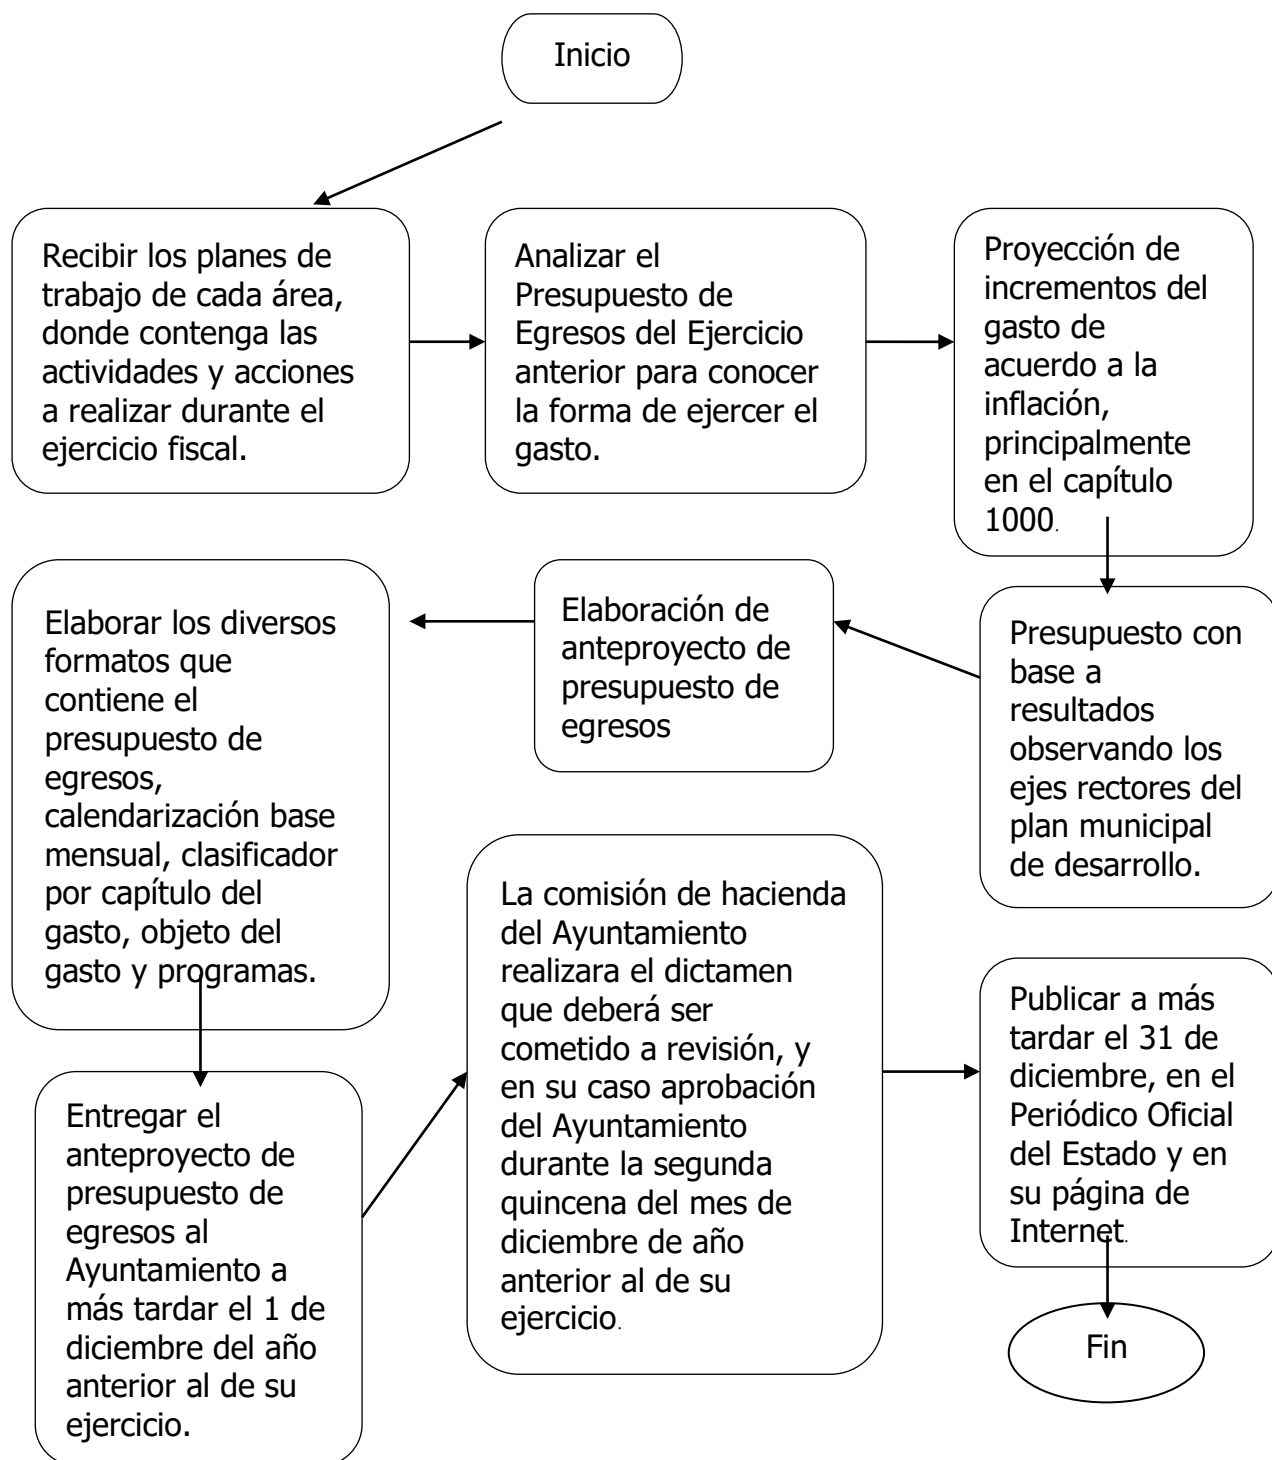 Inicio
Recibir los planes de
trabajo de cada área,
donde contenga las
actividades y acciones
a realizar durante el
ejercicio fiscal.
Analizar el
Presupuesto de
Egresos del Ejercicio
anterior para conocer
la forma de ejercer el
gasto.
Proyección de
incrementos del
gasto de
acuerdo a la
inflación,
principalmente
en el capítulo
1000.
Presupuesto con
base a
resultados
observando los
ejes rectores del
plan municipal
de desarrollo.
Elaboración de
anteproyecto de
presupuesto de
egresos
Elaborar los diversos
formatos que
contiene el
presupuesto de
egresos,
calendarización base
mensual, clasificador
por capítulo del
gasto, objeto del
gasto y programas.
Entregar el
anteproyecto de
presupuesto de
egresos al
Ayuntamiento a
más tardar el 1 de
diciembre del año
anterior al de su
ejercicio.
La comisión de hacienda
del Ayuntamiento
realizara el dictamen
que deberá ser
cometido a revisión, y
en su caso aprobación
del Ayuntamiento
durante la segunda
quincena del mes de
diciembre de año
anterior al de su
ejercicio.
Publicar a más
tardar el 31 de
diciembre, en el
Periódico Oficial
del Estado y en
su página de
Internet.
Fin